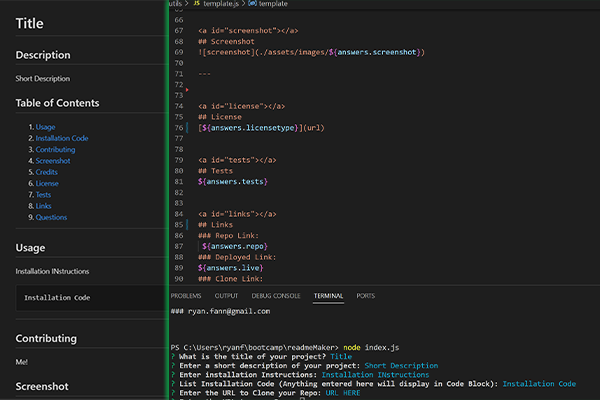 Title
Description
Short Description
Table of Contents
1. Usage
2. Installation Code
3. Contributing
4. Screenshot
5. Credits
6. License
7. Tests
8. Links
9. Questions
Usage
Installation INstructions
Installation Code
Contributing
Me!
Screenshot
utils > JS template.js > template
65
66
67 <a id="screenshot"></a>
68 ## Screenshot
69 ![screenshot](./assets/images/${answers.screenshot})
70
71 ---
72
73
74 <a id="license"></a>
75 ## License
76 [${answers.licensetype}](url)
77
78
79 <a id="tests"></a>
80 ## Tests
81 ${answers.tests}
82
83
84 <a id="links"></a>
85 ## Links
86 ### Repo Link:
87 ${answers.repo}
88 ### Deployed Link:
89 ${answers.live}
90 ### Clone Link:
PROBLEMS OUTPUT DEBUG CONSOLE TERMINAL PORTS
### ryan.fann@gmail.com
PS C:\Users\ryanf\bootcamp\readmeMaker> node index.js
? What is the title of your project? Title
? Enter a short description of your project: Short Description
? Enter installation Instructions: Installation INstructions
? List Installation Code (Anything entered here will display in Code Block): Installation Code
? Enter the URL to Clone your Repo: URL HERE